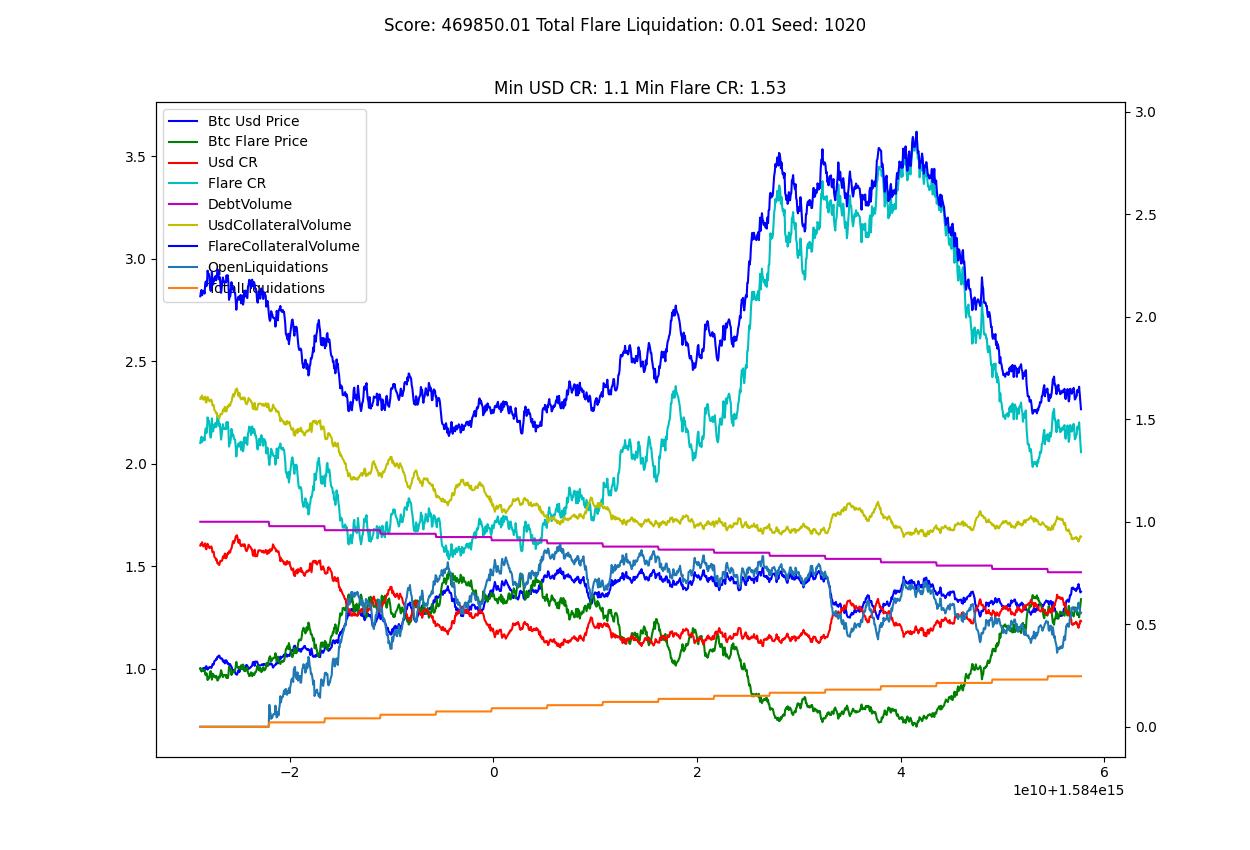 Score: 469850.01 Total Flare Liquidation: 0.01 Seed: 1020
Min USD CR: 1.1 Min Flare CR: 1.53
Btc Usd Price
Btc Flare Price
Usd CR
Flare CR
DebtVolume
UsdCollateralVolume
FlareCollateralVolume
OpenLiquidations
TotalLiquidations
3.5
3.0
2.5
2.0
1.5
1.0
3.0
2.5
2.0
1.5
1.0
0.5
0.0
−2
0
2
4
6
1e10+1.584e15